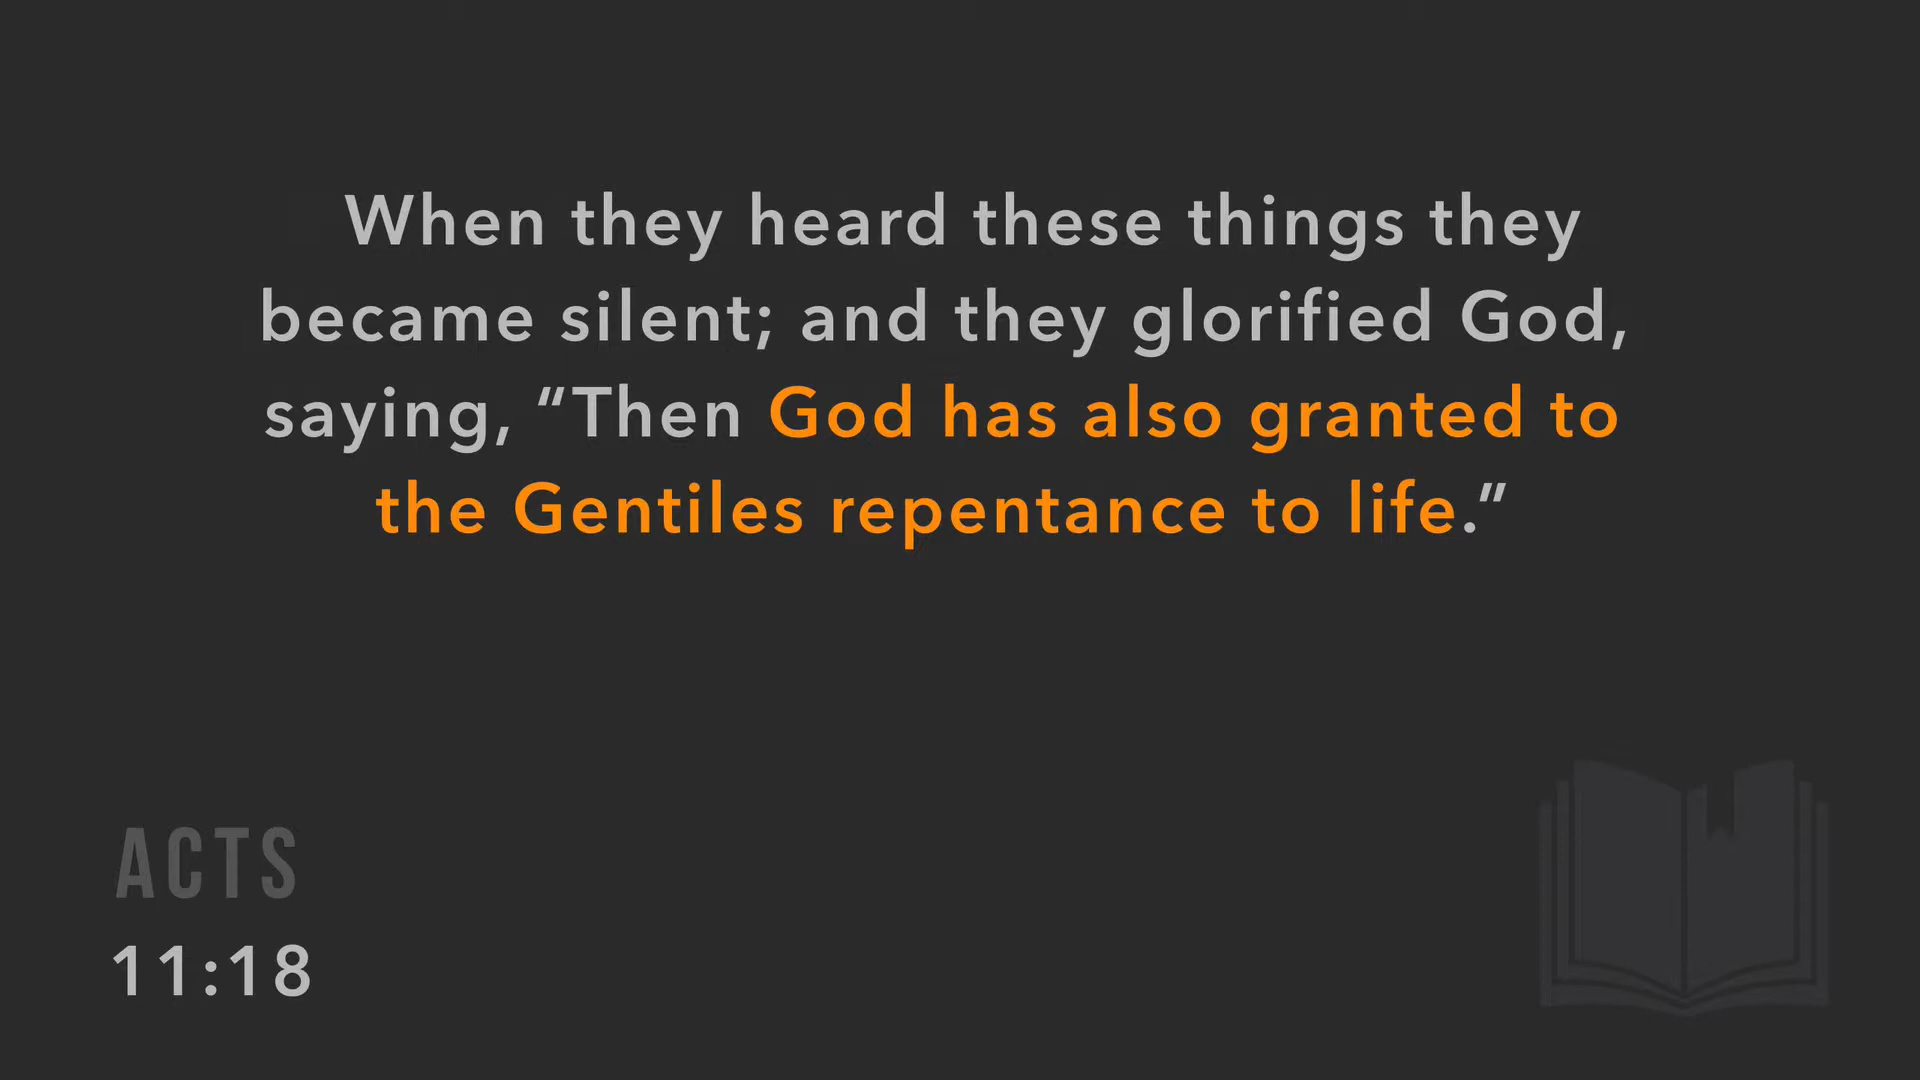 When they heard these things they
became silent; and they glorified God,
saying, “Then God has also granted to
the Gentiles repentance to life.”
ACTS
11:18